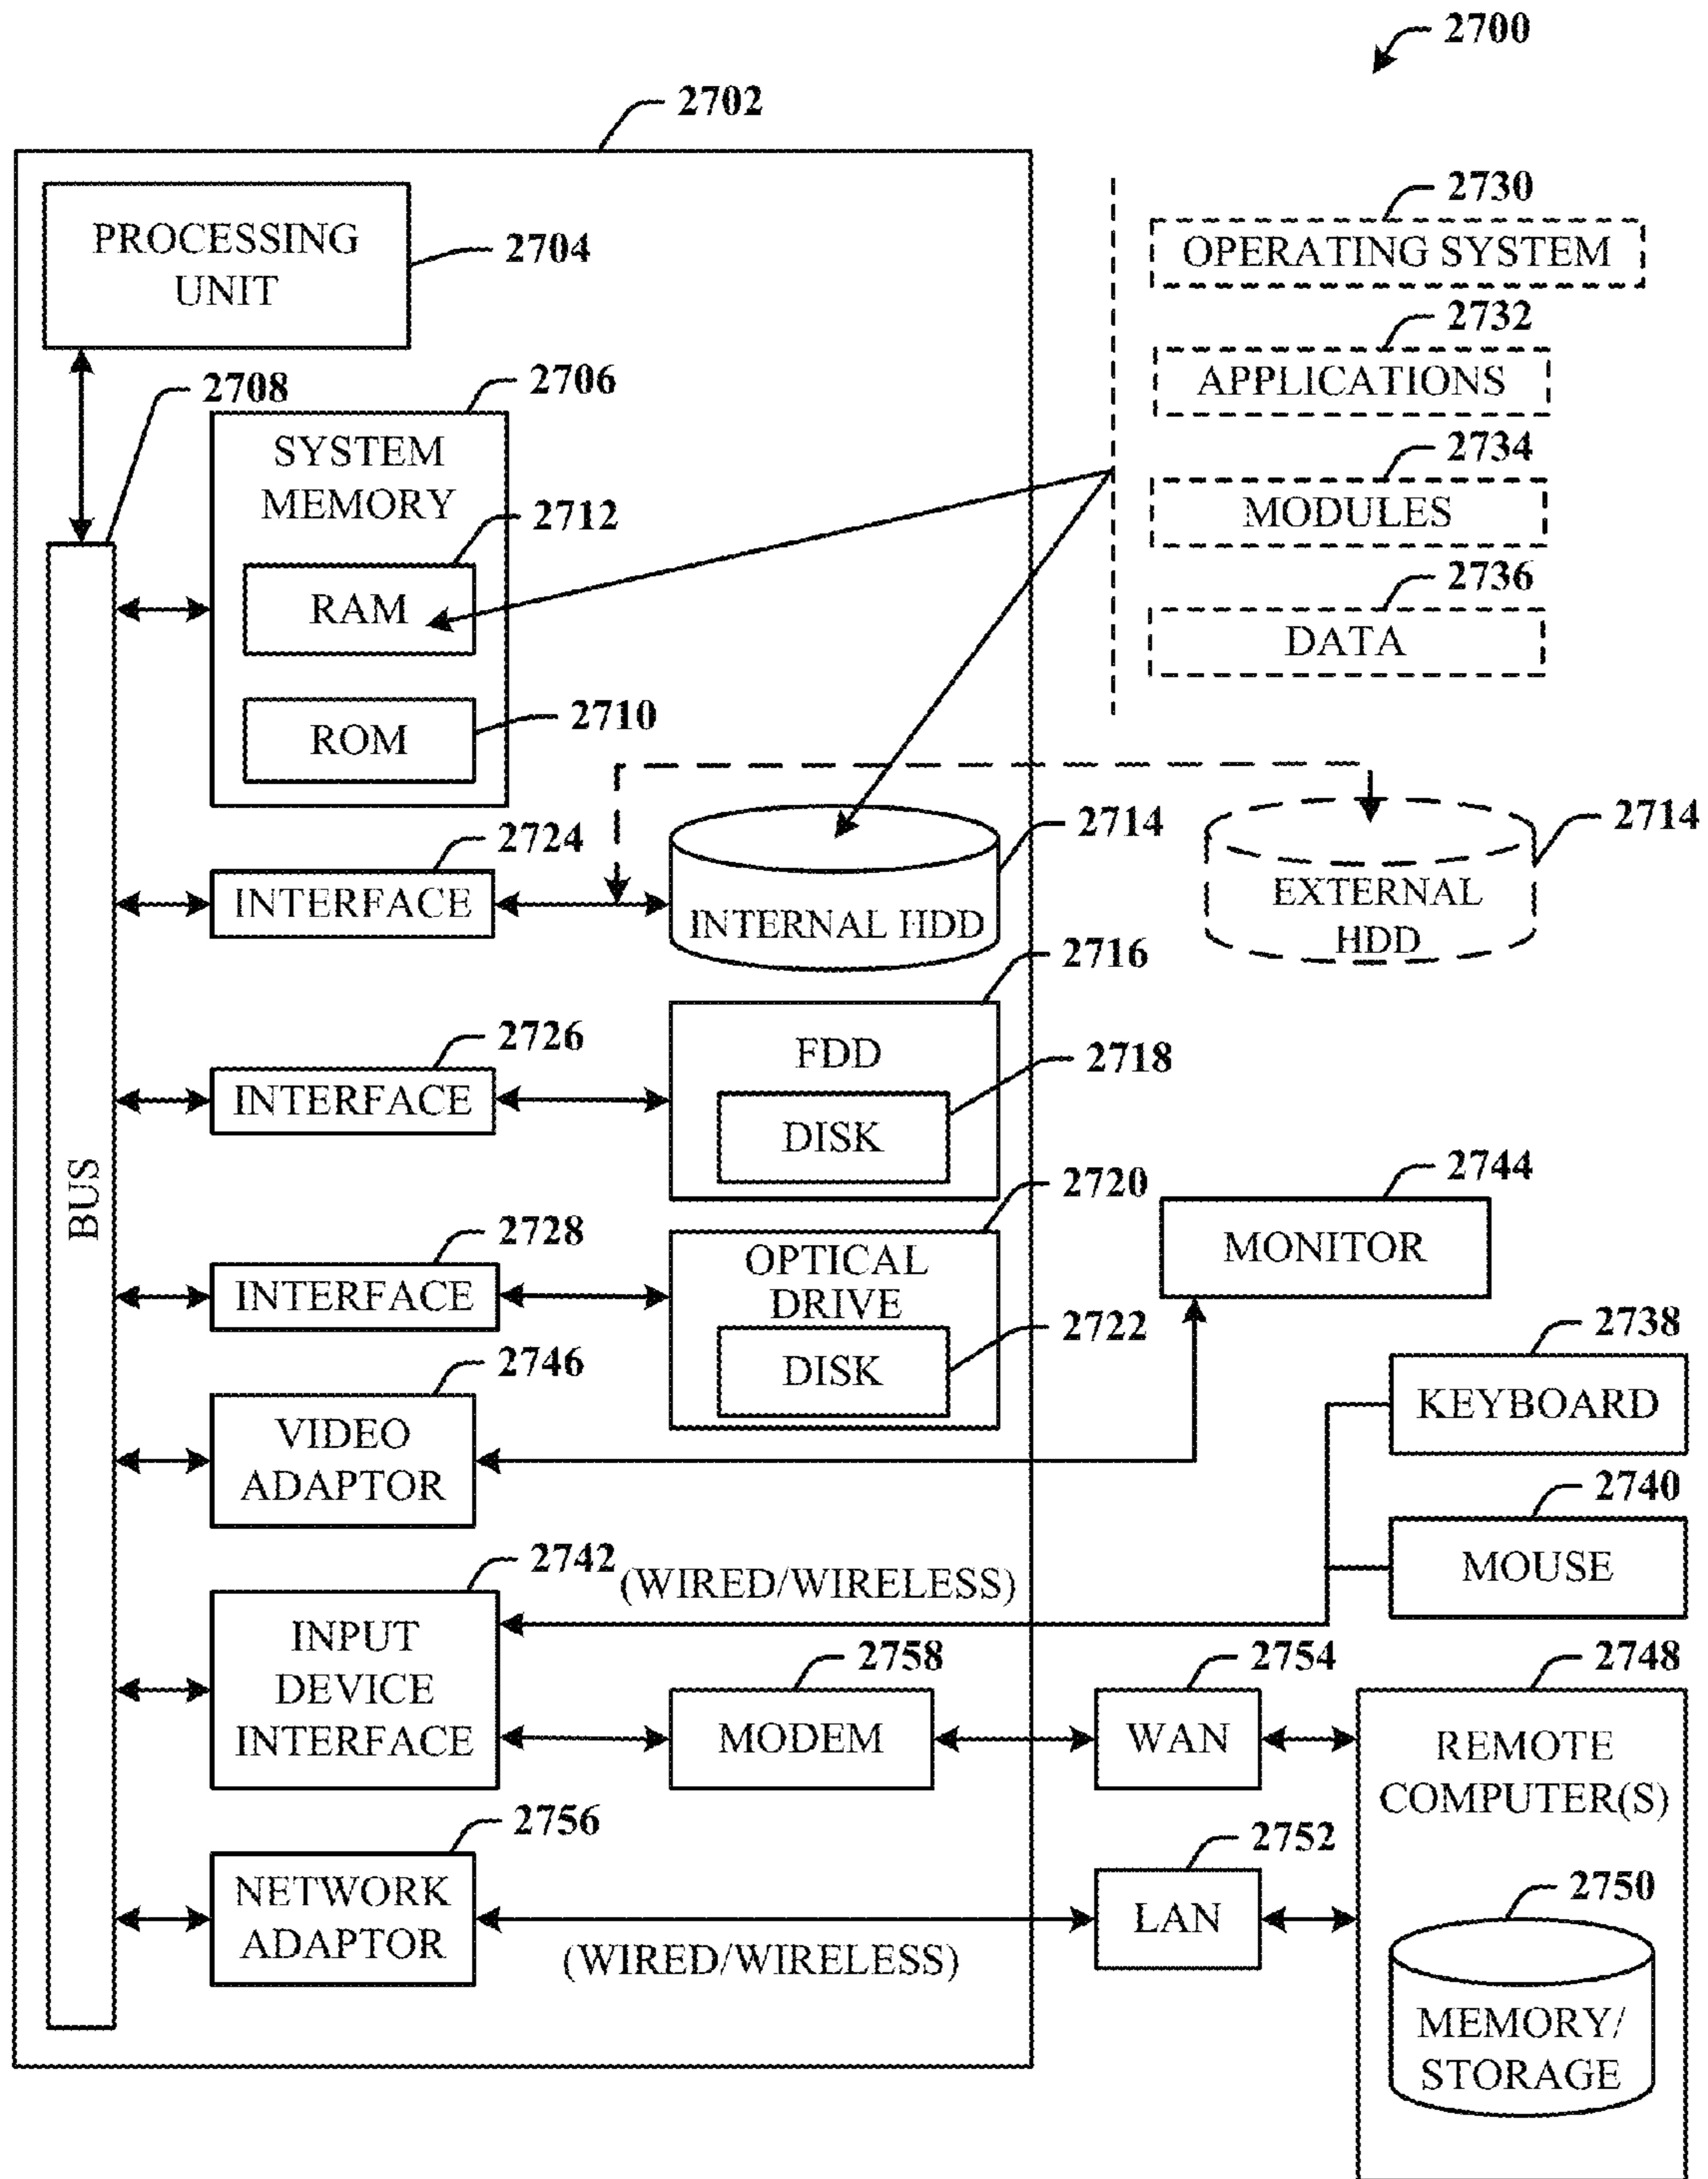 2700
2702
PROCESSING
UNIT
2704
2730
OPERATING SYSTEM
2732
APPLICATIONS
2734
MODULES
2736
DATA
2708
2706
SYSTEM
MEMORY
2712
RAM
2710
ROM
2724
INTERFACE
2714
INTERNAL HDD
2714
EXTERNAL
HDD
2726
INTERFACE
2716
FDD
2718
DISK
BUS
2728
INTERFACE
2720
OPTICAL
DRIVE
2722
DISK
2744
MONITOR
2746
VIDEO
ADAPTOR
2738
KEYBOARD
2740
MOUSE
2742
(WIRED/WIRELESS)
INPUT
DEVICE
INTERFACE
2758
MODEM
2754
WAN
2748
REMOTE
COMPUTER(S)
2756
NETWORK
ADAPTOR
(WIRED/WIRELESS)
2752
LAN
2750
MEMORY/
STORAGE